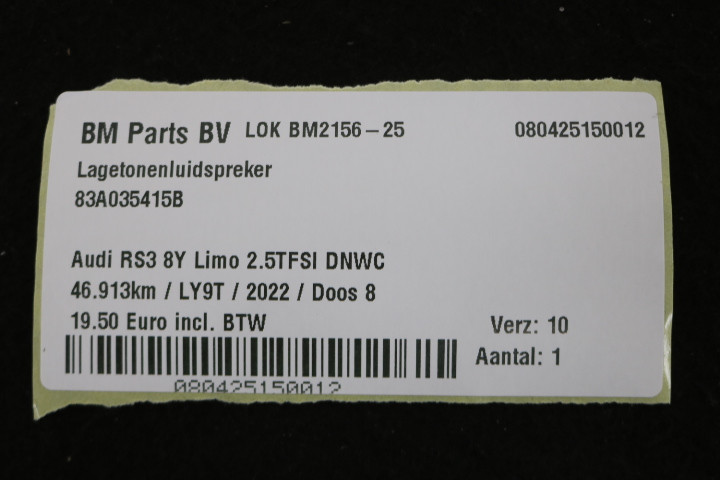 BM Parts BV LOK BM2156-25 080425150012
Lagetonenluidspreker
83A035415B
Audi RS3 8Y Limo 2.5TFSI DNWC
46.913km / LY9T / 2022 / Doos 8
19.50 Euro incl. BTW Verz: 10
Aantal: 1
080425150012